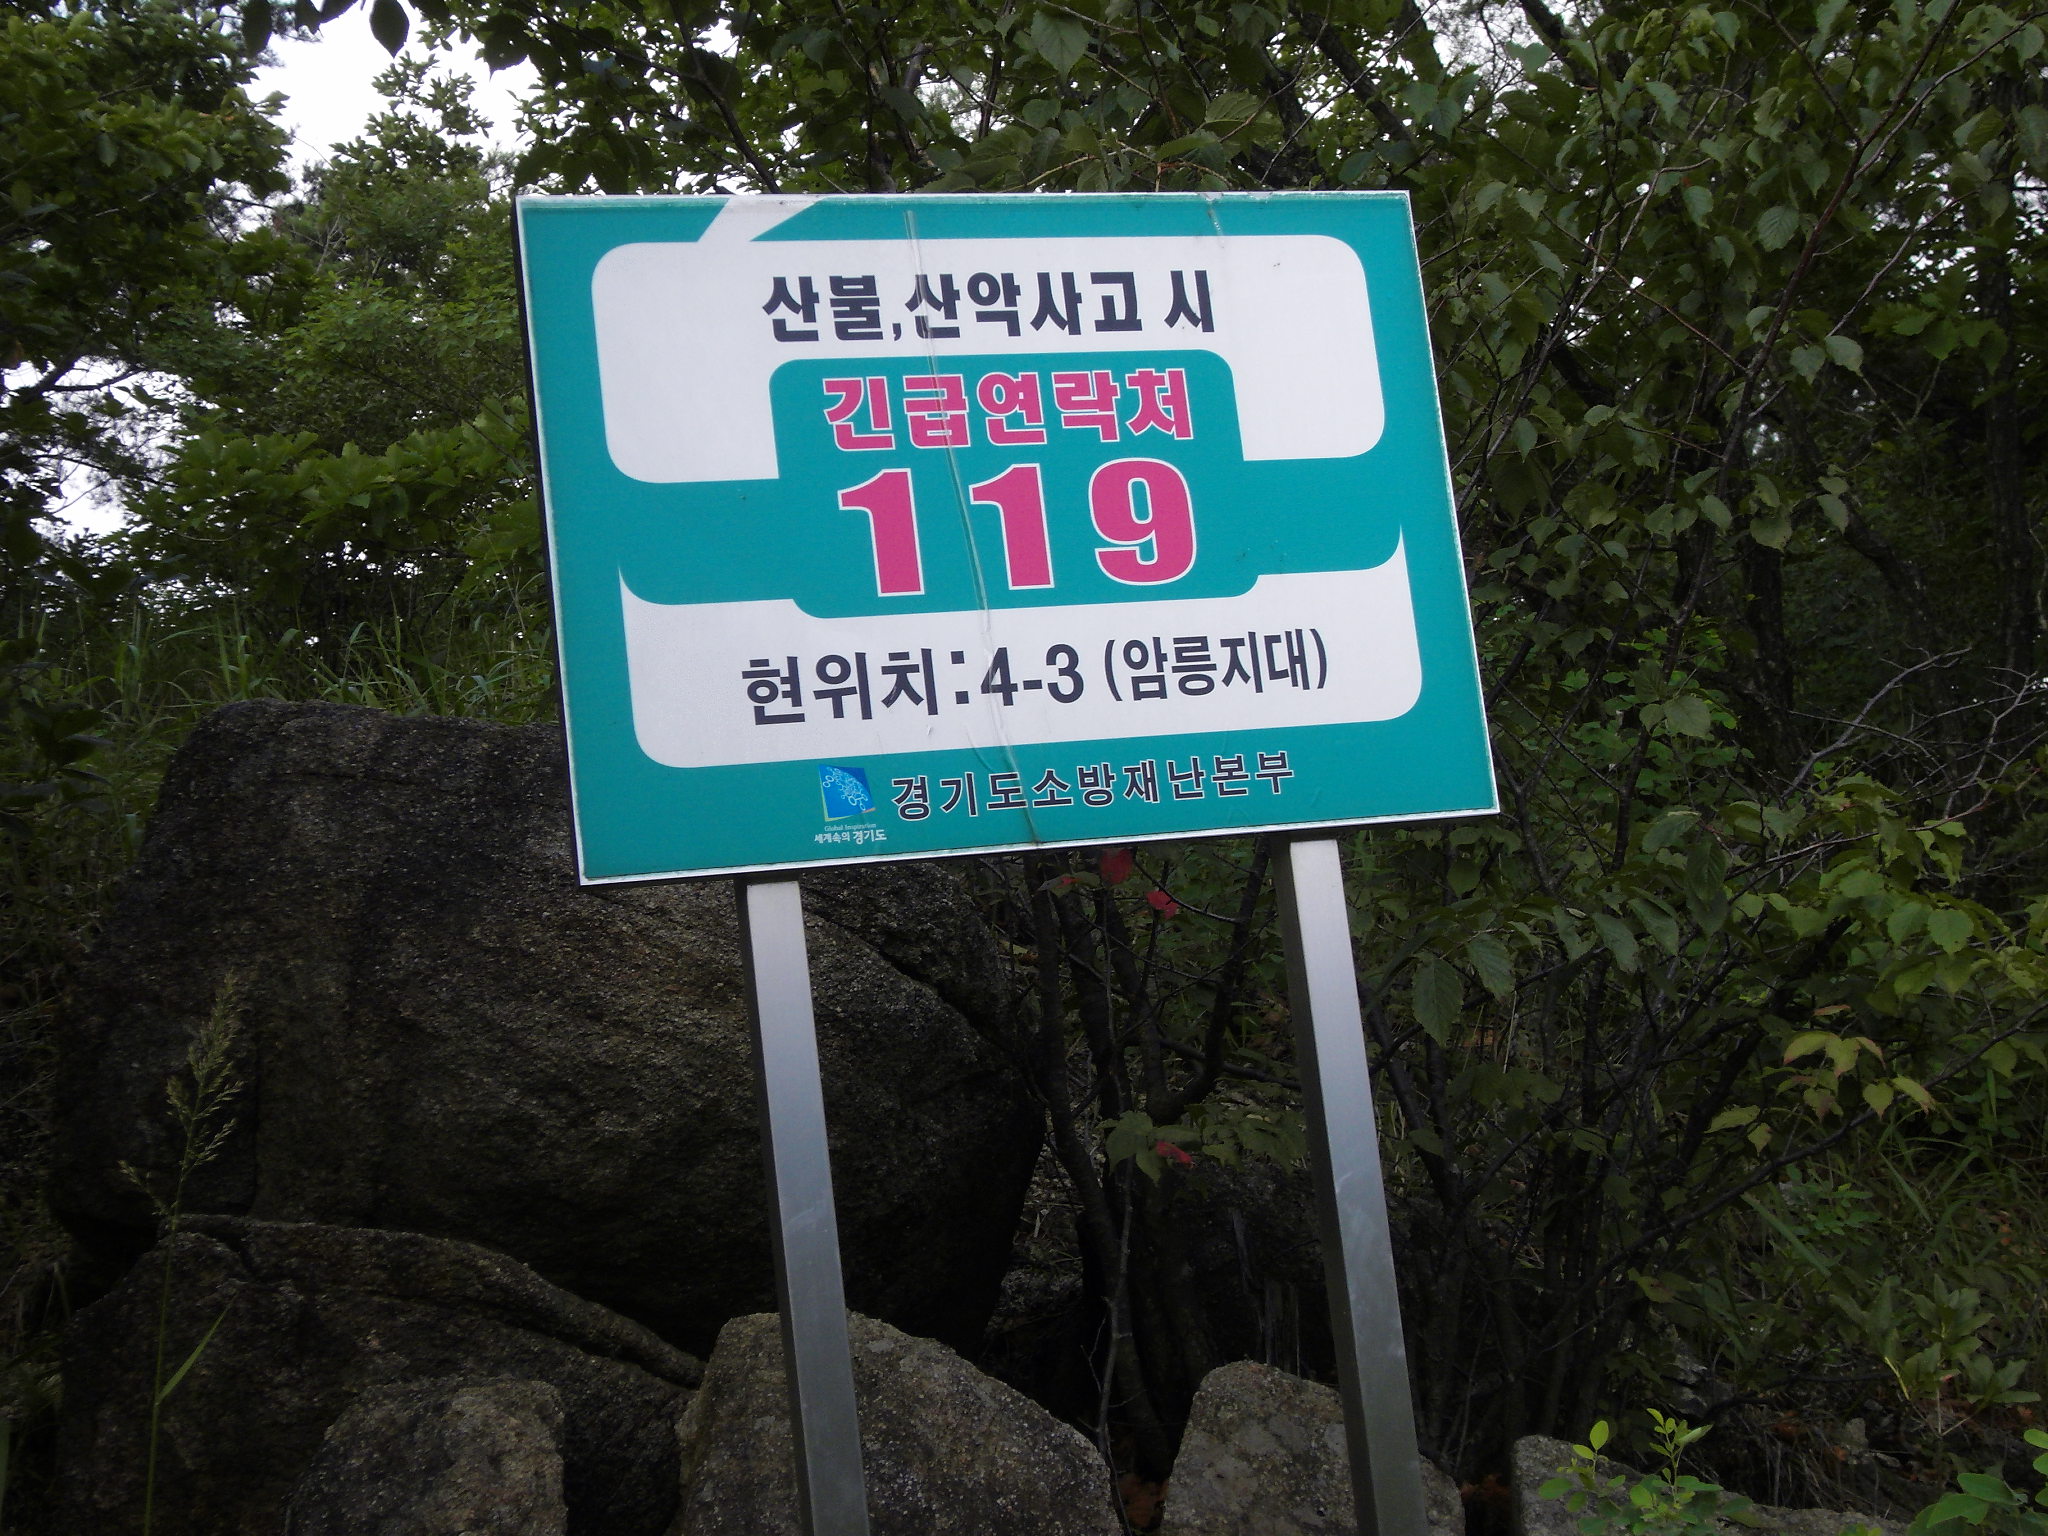 산불,산악사고 시
긴급연락처
119
현위치:4-3 (암릉지대)
경기도소방재난본부
Global Inspiration
세계속의 경기도